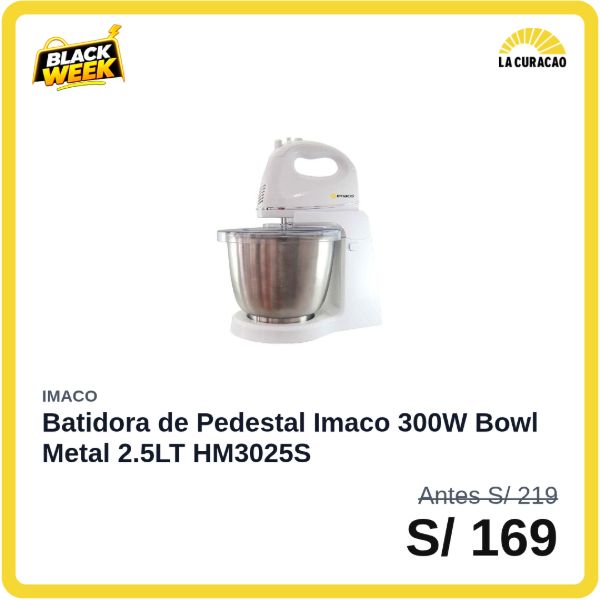 BLACK
WEEK
LA CURACAO
imaco
IMACO
Batidora de Pedestal Imaco 300W Bowl
Metal 2.5LT HM3025S
Antes S/ 219
S/ 169